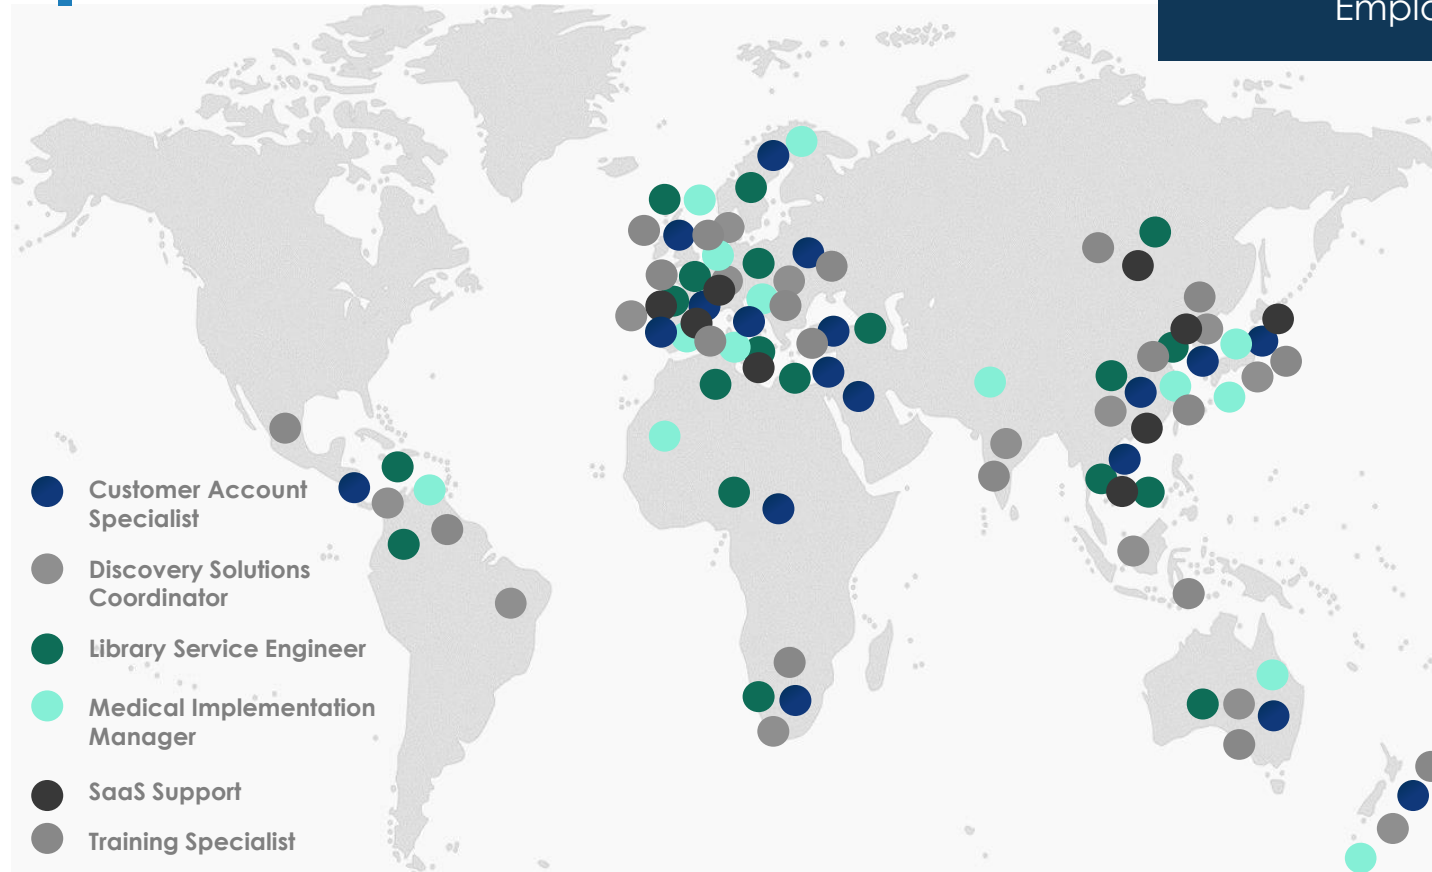 Emplo
Customer Account
Specialist
Discovery Solutions
Coordinator
Library Service Engineer
Medical Implementation
Manager
SaaS Support
Training Specialist